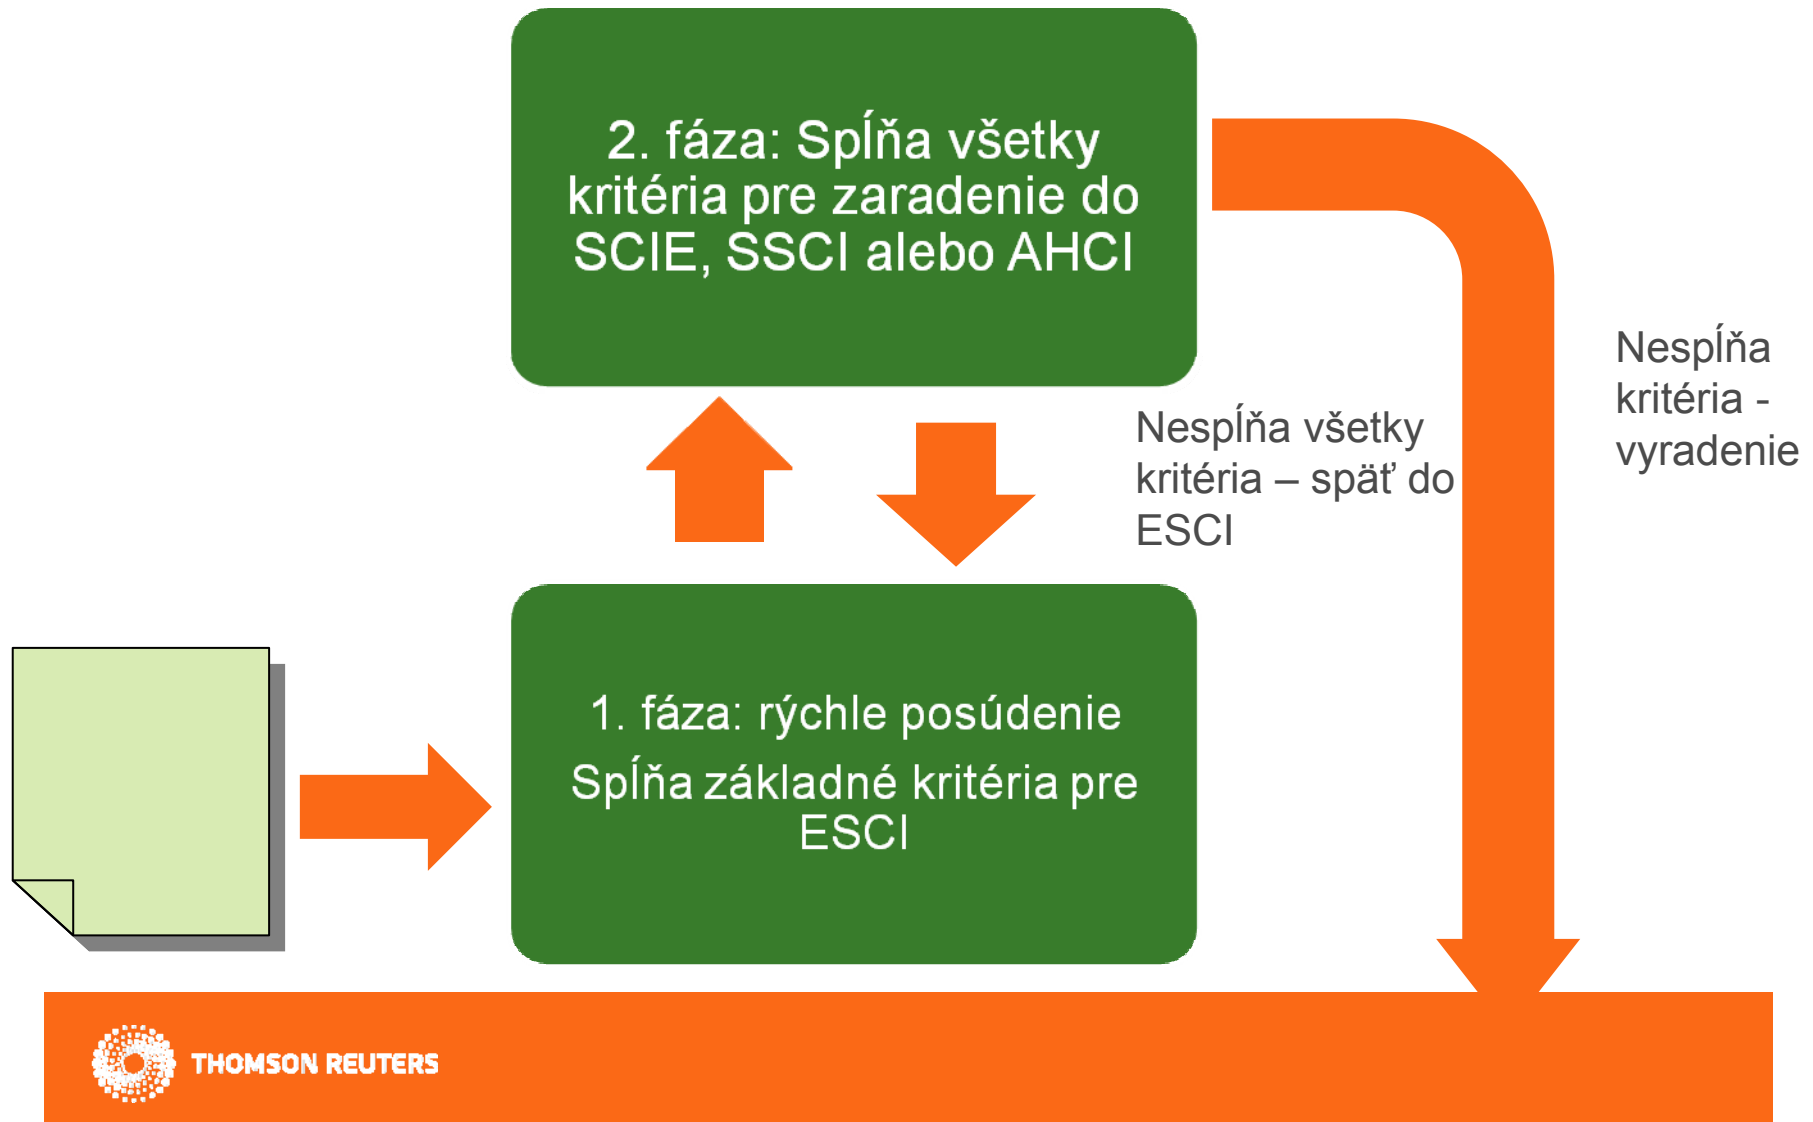 2. fáza: Spĺňa všetky
kritéria pre zaradenie do
SCIE, SSCI alebo AHCI
Nespĺňa
kritéria -
vyradenie
Nespĺňa všetky
kritéria – späť do
ESCI
1. fáza: rýchle posúdenie
Spĺňa základné kritéria pre
ESCI
THOMSON REUTERS